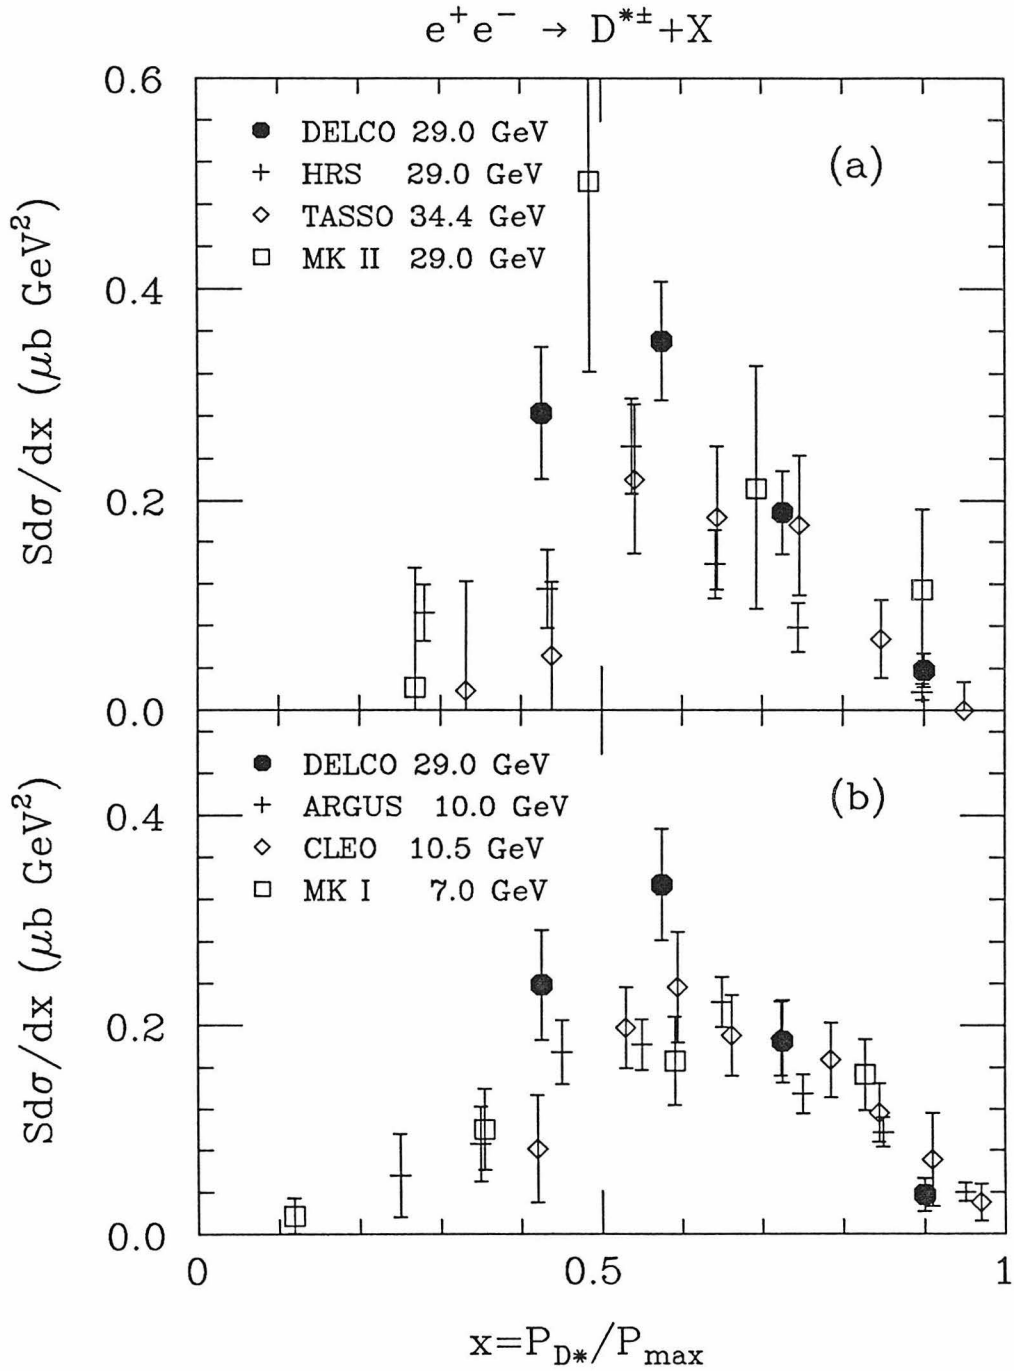 e⁺e⁻ → D*±+X
0.6
DELCO 29.0 GeV
HRS 29.0 GeV
TASSO 34.4 GeV
MK II 29.0 GeV
(a)
Sdσ/dx (μb GeV²)
0.4
0.2
0.0
DELCO 29.0 GeV
ARGUS 10.0 GeV
CLEO 10.5 GeV
MK I 7.0 GeV
(b)
Sdσ/dx (μb GeV²)
0.4
0.2
0.0
0 0.5 1
x=P_D*/P_max